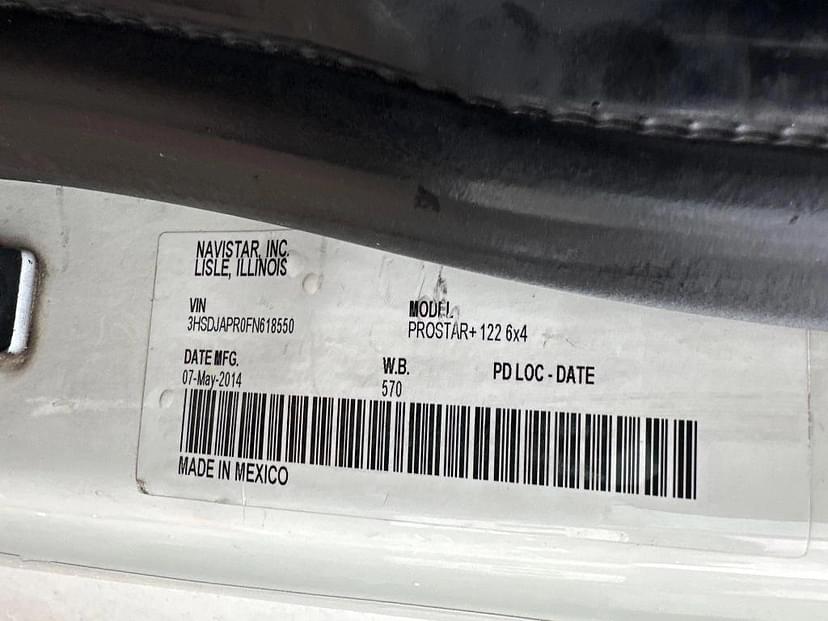 NAVISTAR, INC.
LISLE, ILLINOIS
VIN
3HSDJAPR0FN618550
MODEL
PROSTAR+ 122 6x4
DATE MFG.
07-May-2014
W.B.
570
PD LOC - DATE
MADE IN MEXICO